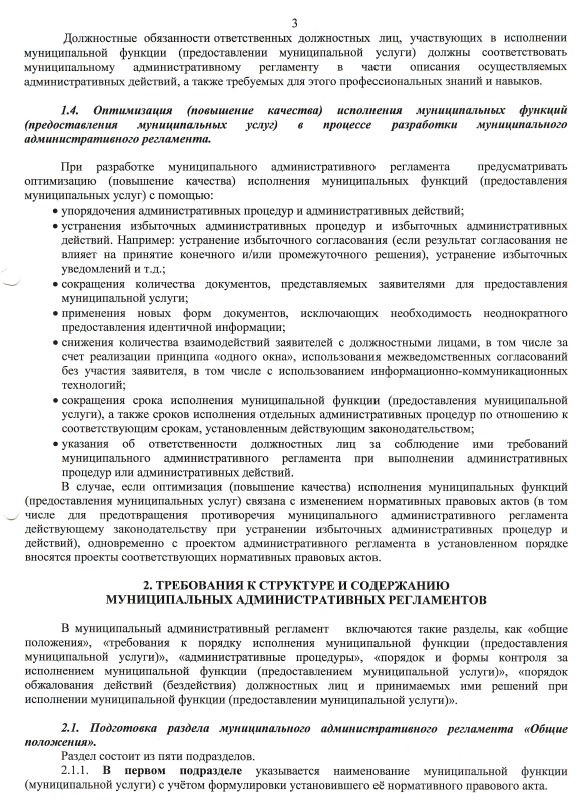 3
Должностные обязанности ответственных должностных лиц, участвующих в исполнении
муниципальной функции (предоставлении муниципальной услуги) должны соответствовать
муниципальному административному регламенту в части описания осуществляемых
административных действий, а также требуемых для этого профессиональных знаний и навыков.
1.4. Оптимизация (повышение качества) исполнения муниципальных функций
(предоставления муниципальных услуг) в процессе разработки муниципального
административного регламента.
При разработке муниципального административного регламента предусматривать
оптимизацию (повышение качества) исполнения муниципальных функций (предоставления
муниципальных услуг) с помощью:
• упорядочения административных процедур и административных действий;
• устранения избыточных административных процедур и избыточных административных
действий. Например: устранение избыточного согласования (если результат согласования не
влияет на принятие конечного и/или промежуточного решения), устранение избыточных
уведомлений и т.д.;
• сокращения количества документов, представляемых заявителями для предоставления
муниципальной услуги;
• применения новых форм документов, исключающих необходимость неоднократного
предоставления идентичной информации;
• снижения количества взаимодействий заявителей с должностными лицами, в том числе за
счет реализации принципа «одного окна», использования межведомственных согласований
без участия заявителя, в том числе с использованием информационно-коммуникационных
технологий;
• сокращения срока исполнения муниципальной функции (предоставления муниципальной
услуги), а также сроков исполнения отдельных административных процедур по отношению к
соответствующим срокам, установленным действующим законодательством;
• указания об ответственности должностных лиц за соблюдение ими требований
муниципального административного регламента при выполнении административных
процедур или административных действий.
В случае, если оптимизация (повышение качества) исполнения муниципальных функций
(предоставления муниципальных услуг) связана с изменением нормативных правовых актов (в том
числе для предотвращения противоречия муниципального административного регламента
действующему законодательству при устранении избыточных административных процедур и
действий), одновременно с проектом административного регламента в установленном порядке
вносятся проекты соответствующих нормативных правовых актов.
2. ТРЕБОВАНИЯ К СТРУКТУРЕ И СОДЕРЖАНИЮ
МУНИЦИПАЛЬНЫХ АДМИНИСТРАТИВНЫХ РЕГЛАМЕНТОВ
В муниципальный административный регламент включаются такие разделы, как «общие
положения», «требования к порядку исполнения муниципальной функции (предоставления
муниципальной услуги)», «административные процедуры», «порядок и формы контроля за
исполнением муниципальной функции (предоставлением муниципальной услуги)», «порядок
обжалования действий (бездействия) должностных лиц и принимаемых ими решений при
исполнении муниципальной функции (предоставлении муниципальной услуги)».
2.1. Подготовка раздела муниципального административного регламента «Общие
положения».
Раздел состоит из пяти подразделов.
2.1.1. В первом подразделе указывается наименование муниципальной функции
(муниципальной услуги) с учётом формулировки установившего её нормативного правового акта.